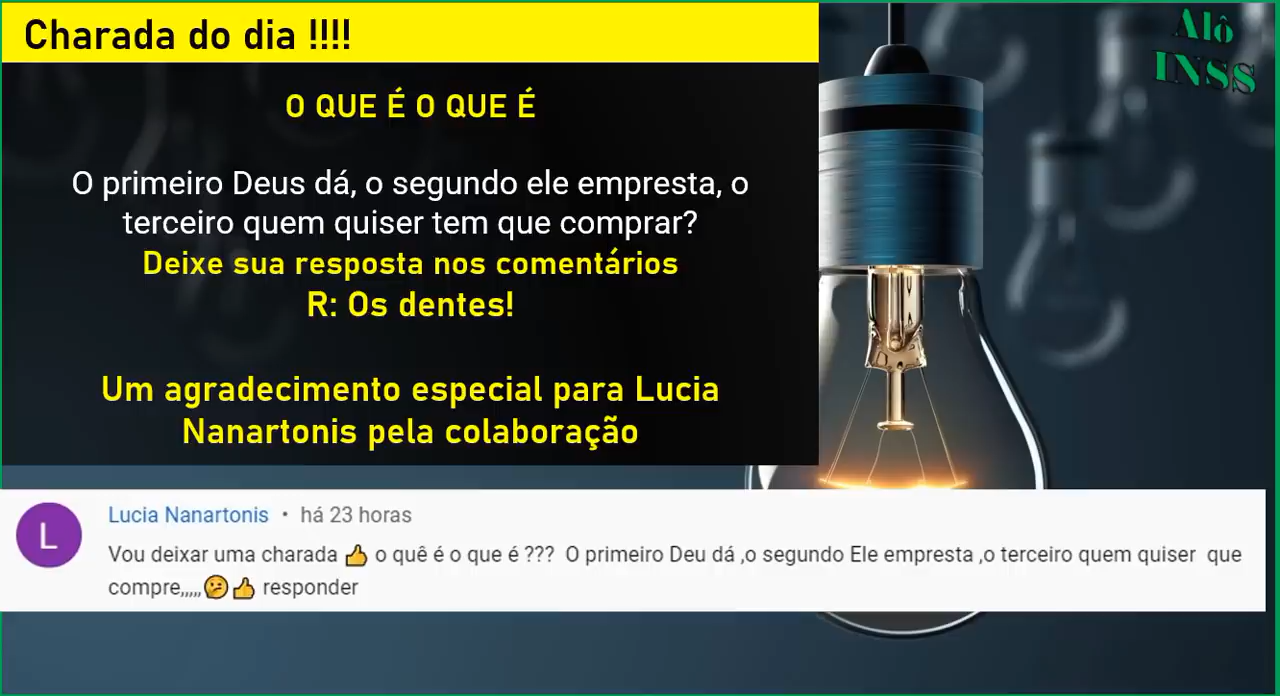 Charada do dia !!!!
Alô
INSS
O QUE É O QUE É
O primeiro Deus dá, o segundo ele empresta, o
terceiro quem quiser tem que comprar?
Deixe sua resposta nos comentários
R: Os dentes!
Um agradecimento especial para Lucia
Nanartonis pela colaboração
L
Lucia Nanartonis • há 23 horas
Vou deixar uma charada 👍 o quê é o que é ??? O primeiro Deu dá ,o segundo Ele empresta ,o terceiro quem quiser que
compre,,,,,🤔👍 responder